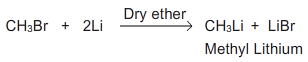 Dry ether
CH₃Br + 2Li → CH₃Li + LiBr
Methyl Lithium